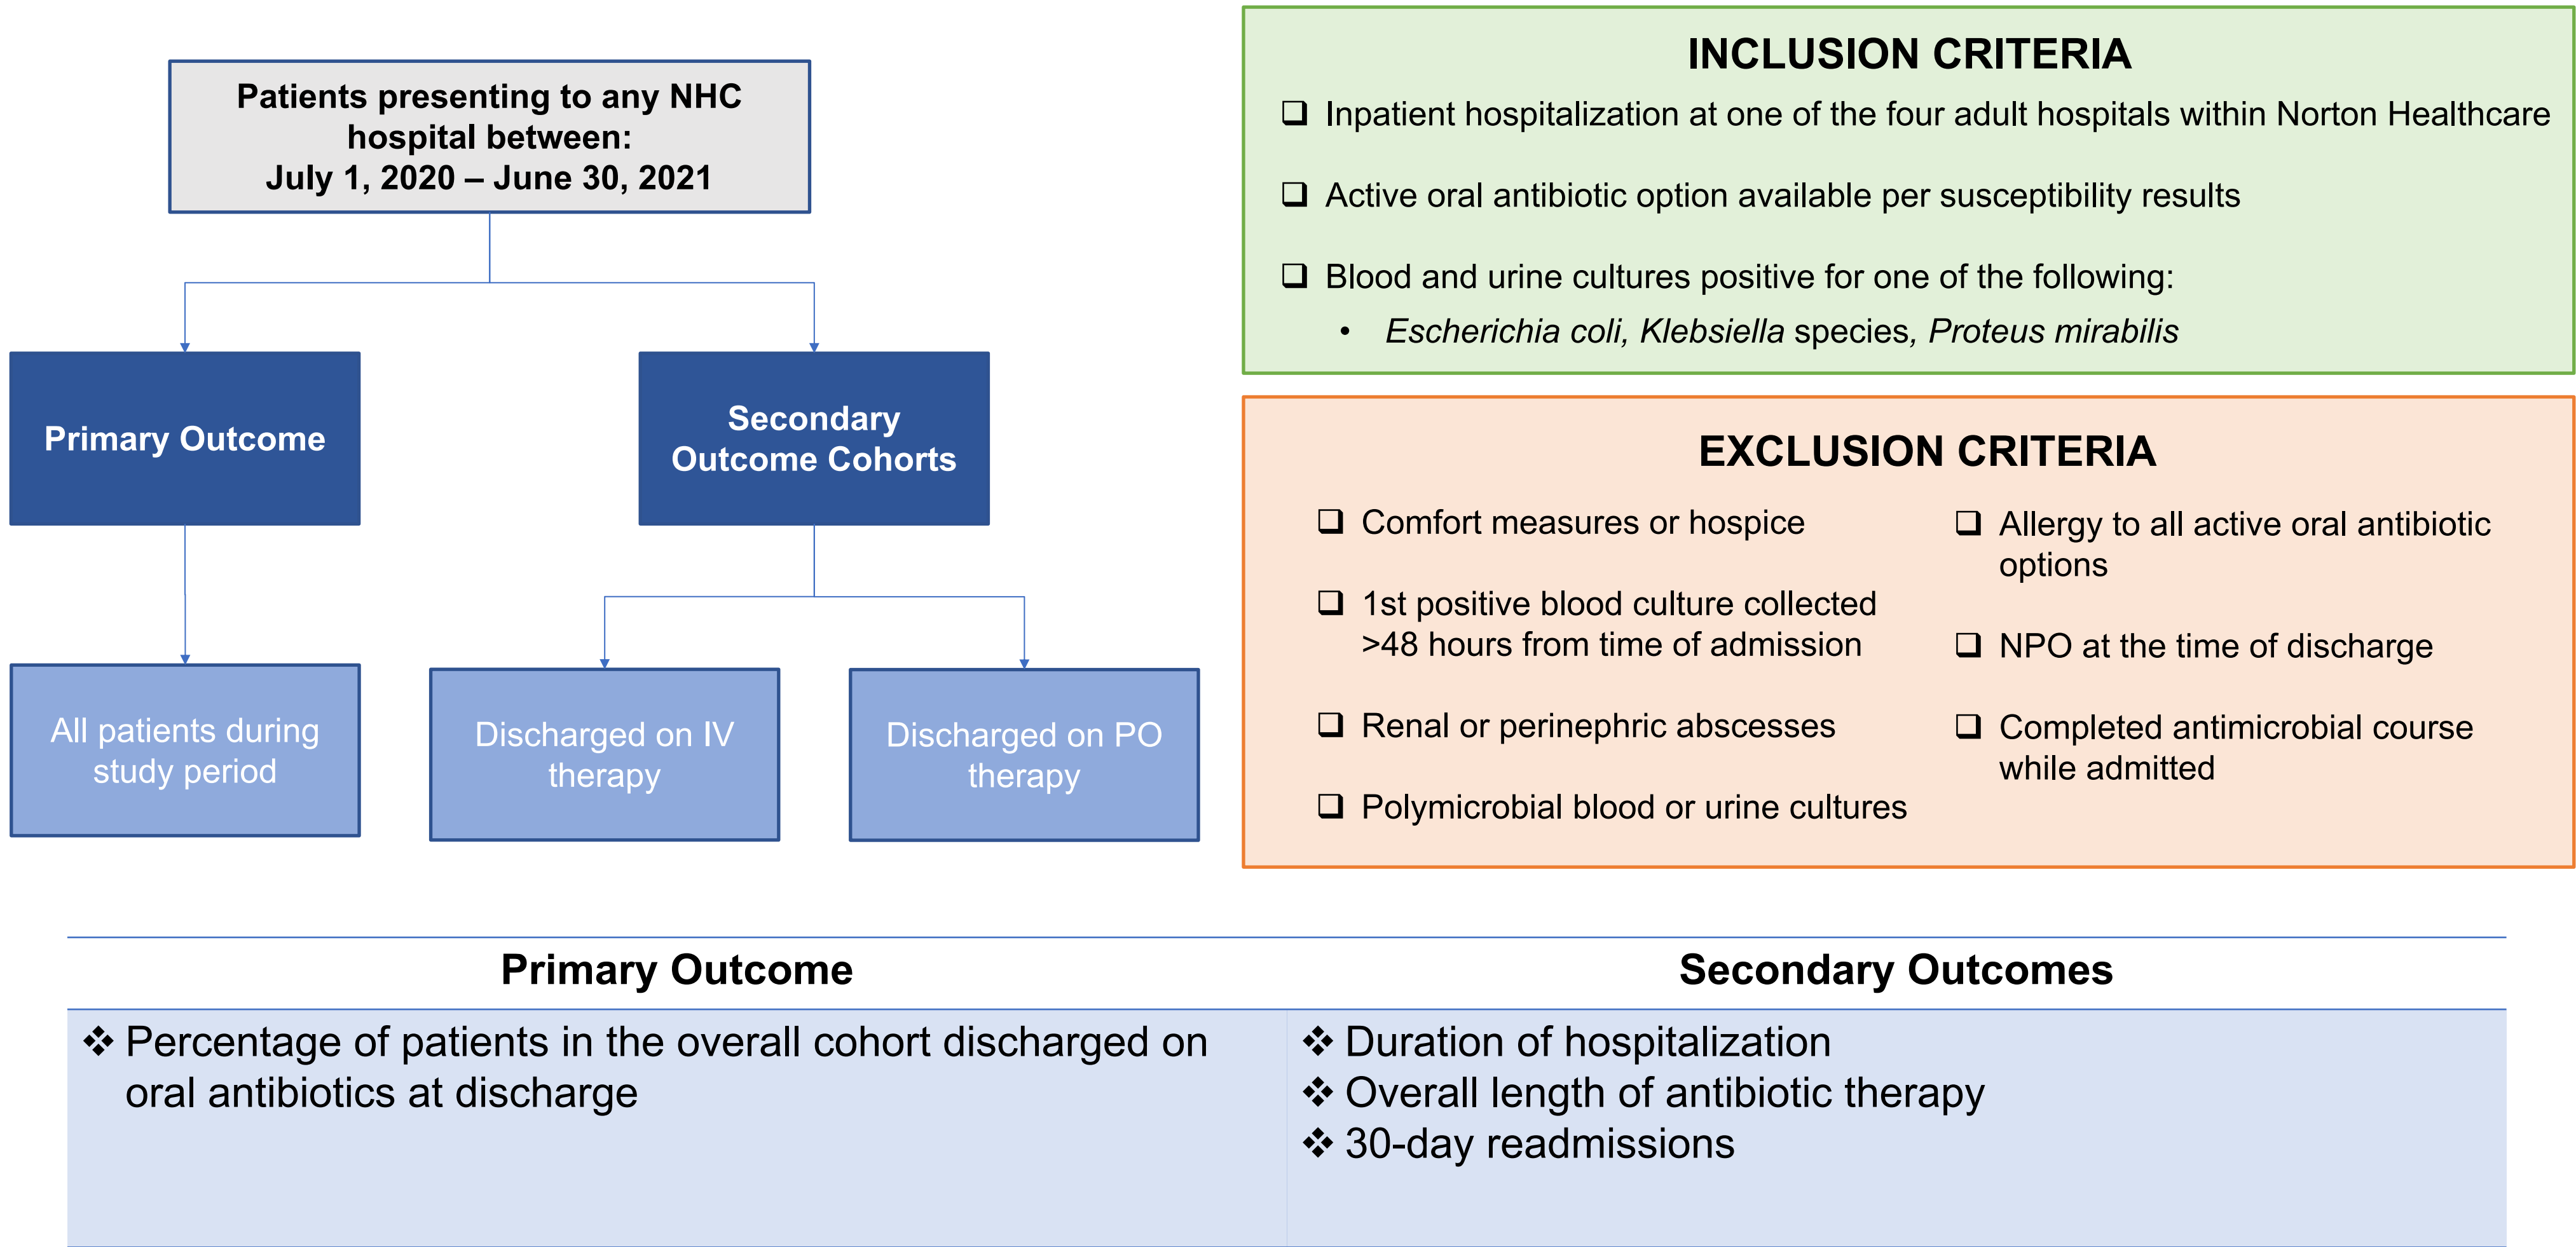 Patients presenting to any NHC
hospital between:
July 1, 2020 – June 30, 2021
Primary Outcome
Secondary
Outcome Cohorts
All patients during
study period
Discharged on IV
therapy
Discharged on PO
therapy
INCLUSION CRITERIA
❑ Inpatient hospitalization at one of the four adult hospitals within Norton Healthcare
❑ Active oral antibiotic option available per susceptibility results
❑ Blood and urine cultures positive for one of the following:
• Escherichia coli, Klebsiella species, Proteus mirabilis
EXCLUSION CRITERIA
❑ Comfort measures or hospice
❑ 1st positive blood culture collected
>48 hours from time of admission
❑ Renal or perinephric abscesses
❑ Polymicrobial blood or urine cultures
❑ Allergy to all active oral antibiotic
options
❑ NPO at the time of discharge
❑ Completed antimicrobial course
while admitted
Primary Outcome
❖ Percentage of patients in the overall cohort discharged on
oral antibiotics at discharge
Secondary Outcomes
❖ Duration of hospitalization
❖ Overall length of antibiotic therapy
❖ 30-day readmissions